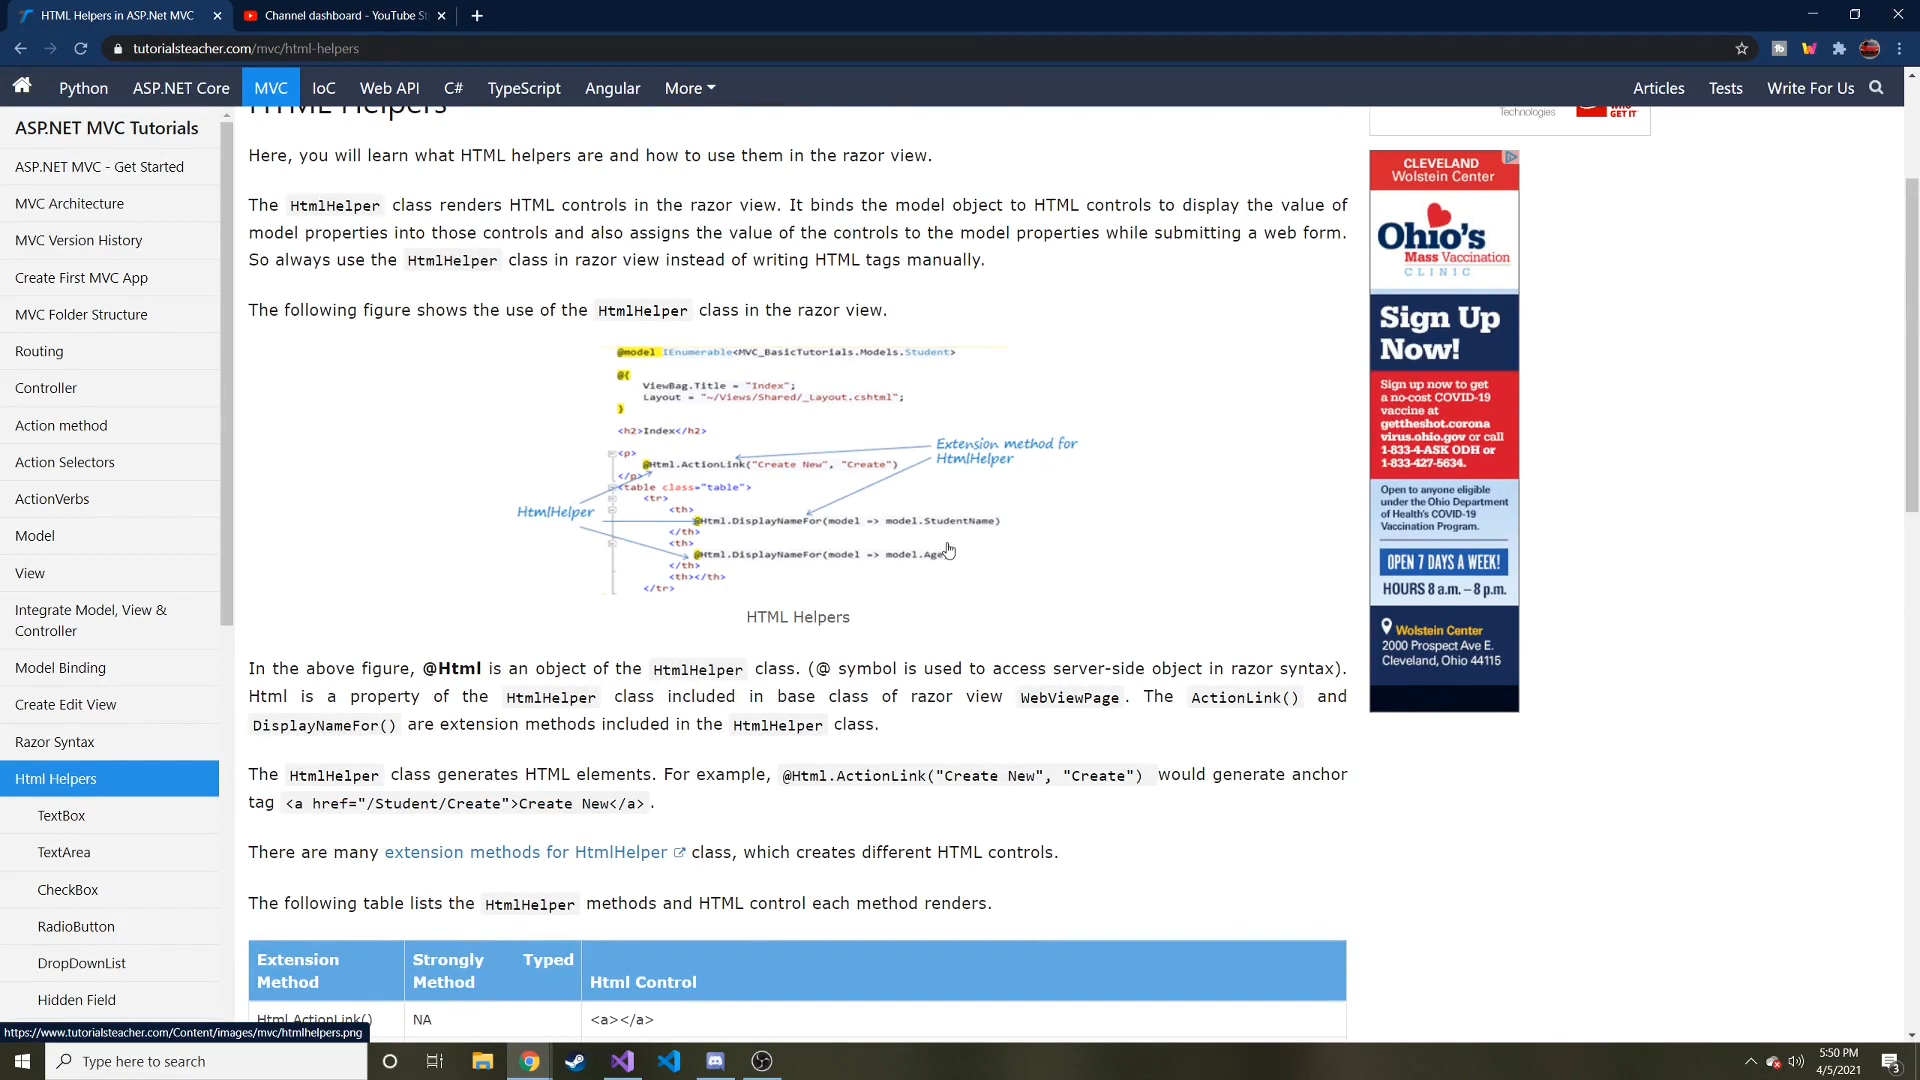 HTML Helpers in ASP.Net MVC
Channel dashboard - YouTube St
tutorialsteacher.com/mvc/html-helpers
Python
ASP.NET Core
MVC
IoC
Web API
C#
TypeScript
Angular
More
Articles
Tests
Write For Us
ASP.NET MVC Tutorials
ASP.NET MVC - Get Started
MVC Architecture
MVC Version History
Create First MVC App
MVC Folder Structure
Routing
Controller
Action method
Action Selectors
ActionVerbs
Model
View
Integrate Model, View &
Controller
Model Binding
Create Edit View
Razor Syntax
Html Helpers
TextBox
TextArea
CheckBox
RadioButton
DropDownList
Hidden Field
HTML Helpers
Here, you will learn what HTML helpers are and how to use them in the razor view.
The HtmlHelper class renders HTML controls in the razor view. It binds the model object to HTML controls to display the value of
model properties into those controls and also assigns the value of the controls to the model properties while submitting a web form.
So always use the HtmlHelper class in razor view instead of writing HTML tags manually.
The following figure shows the use of the HtmlHelper class in the razor view.
@model IEnumerable<MVC_BasicTutorials.Models.Student>
@{
ViewBag.Title = "Index";
Layout = "~/Views/Shared/_Layout.cshtml";
}
<h2>Index</h2>
<p>
@Html.ActionLink("Create New", "Create")
</p>
<table class="table">
<tr>
<th>
@Html.DisplayNameFor(model => model.StudentName)
</th>
<th>
@Html.DisplayNameFor(model => model.Age
</th>
<th></th>
</tr>
Extension method for
HtmlHelper
HtmlHelper
HTML Helpers
In the above figure, @Html is an object of the HtmlHelper class. (@ symbol is used to access server-side object in razor syntax).
Html is a property of the HtmlHelper class included in base class of razor view WebViewPage. The ActionLink() and
DisplayNameFor() are extension methods included in the HtmlHelper class.
The HtmlHelper class generates HTML elements. For example, @Html.ActionLink("Create New", "Create") would generate anchor
tag <a href="/Student/Create">Create New</a>.
There are many extension methods for HtmlHelper class, which creates different HTML controls.
The following table lists the HtmlHelper methods and HTML control each method renders.
Extension Method
Strongly Typed Method
Html Control
Html.ActionLink()
NA
<a></a>
Technologies
WHO
GET IT
CLEVELAND
Wolstein Center
Ohio's
Mass Vaccination
CLINIC
Sign Up
Now!
Sign up now to get
a no-cost COVID-19
vaccine at
gettheshot.corona
virus.ohio.gov or call
1-833-4-ASK ODH or
1-833-427-5634.
Open to anyone eligible
under the Ohio Department
of Health's COVID-19
Vaccination Program.
OPEN 7 DAYS A WEEK!
HOURS 8 a.m. – 8 p.m.
Wolstein Center
2000 Prospect Ave E.
Cleveland, Ohio 44115
https://www.tutorialsteacher.com/Content/images/mvc/htmlhelpers.png
Type here to search
5:50 PM
4/5/2021
3